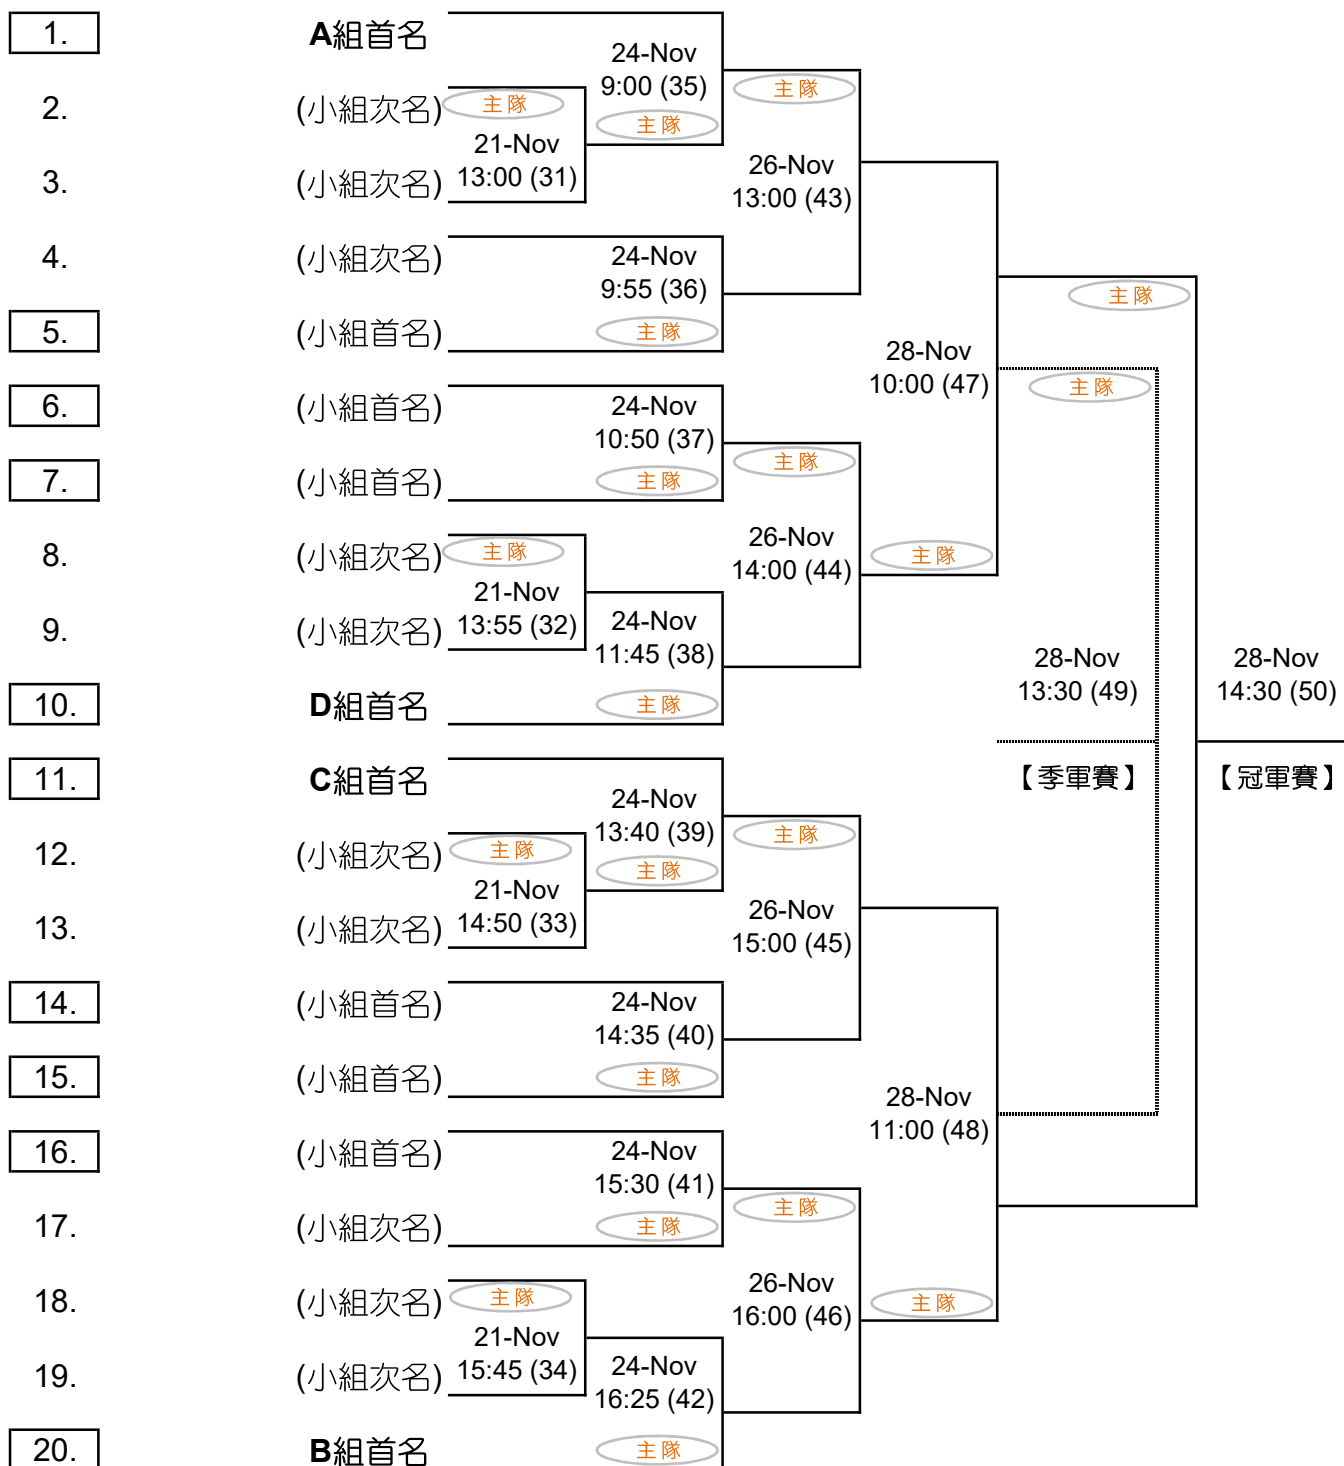 1. A組首名
24-Nov
9:00 (35)
主隊
主隊
2. (小組次名) 主隊
21-Nov
13:00 (31)
3. (小組次名)
26-Nov
13:00 (43)
4. (小組次名)
24-Nov
9:55 (36)
主隊
5. (小組首名)
主隊
28-Nov
10:00 (47)
主隊
6. (小組首名)
24-Nov
10:50 (37)
主隊
主隊
7. (小組首名)
8. (小組次名) 主隊
21-Nov
13:55 (32)
26-Nov
14:00 (44)
主隊
9. (小組次名)
24-Nov
11:45 (38)
主隊
10. D組首名
28-Nov
13:30 (49)
【季軍賽】
28-Nov
14:30 (50)
【冠軍賽】
11. C組首名
24-Nov
13:40 (39)
主隊
主隊
12. (小組次名) 主隊
21-Nov
14:50 (33)
13. (小組次名)
26-Nov
15:00 (45)
14. (小組首名)
24-Nov
14:35 (40)
主隊
15. (小組首名)
28-Nov
11:00 (48)
16. (小組首名)
24-Nov
15:30 (41)
主隊
主隊
17. (小組次名)
18. (小組次名) 主隊
21-Nov
15:45 (34)
26-Nov
16:00 (46)
主隊
19. (小組次名)
24-Nov
16:25 (42)
主隊
20. B組首名